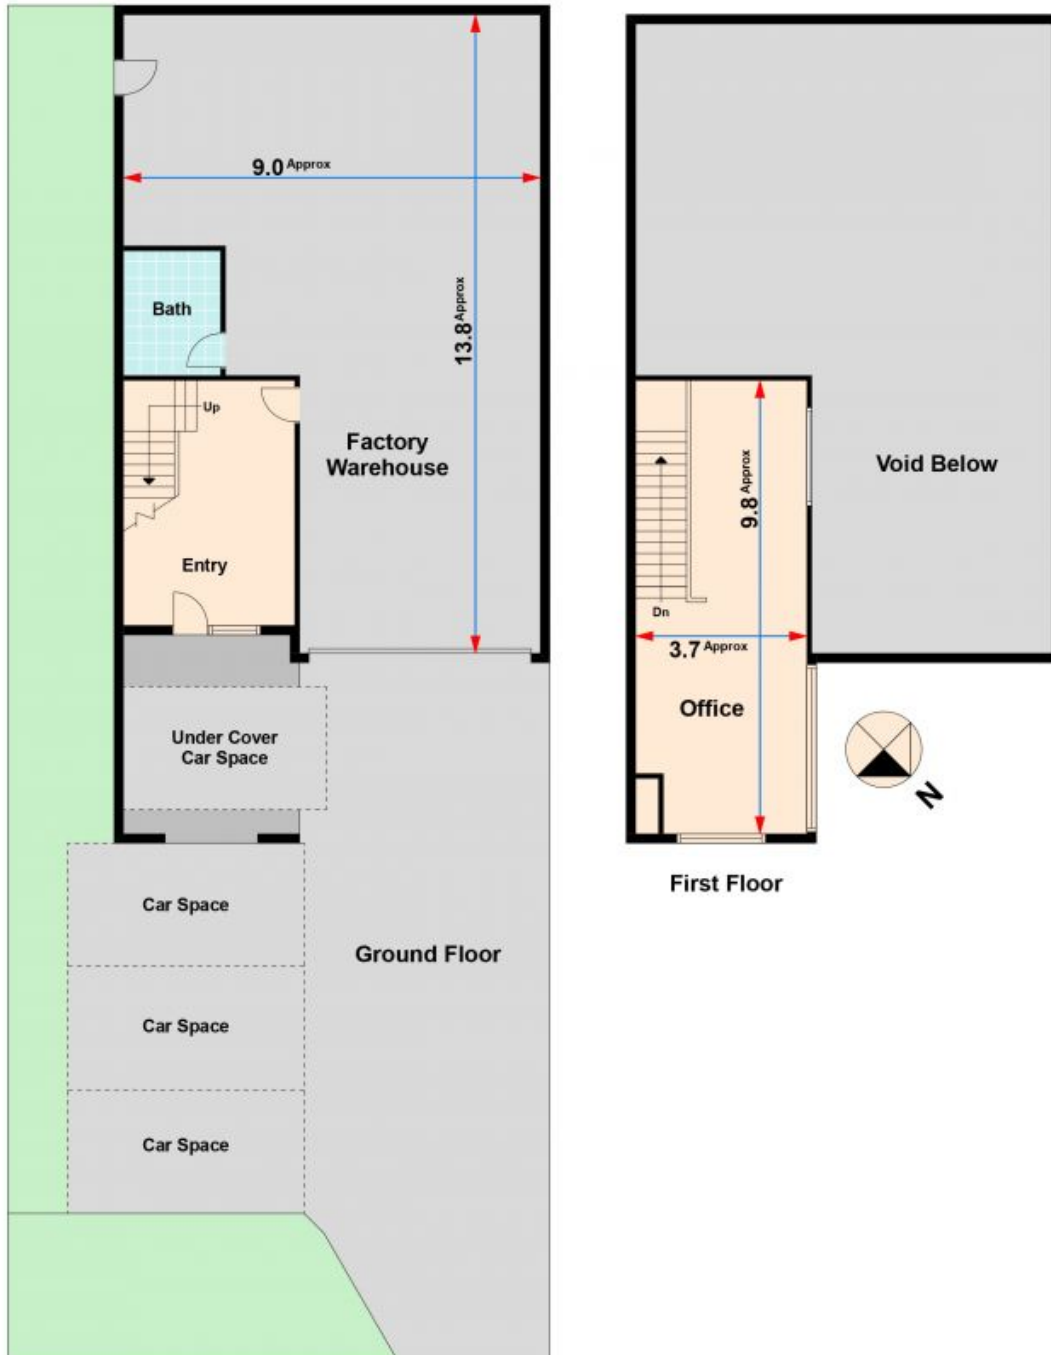 9.0 Approx
Bath
13.8 Approx
Up
Factory
Warehouse
Entry
Under Cover
Car Space
Car Space
Ground Floor
Car Space
Car Space
Void Below
9.8 Approx
Dn
3.7 Approx
Office
N
First Floor